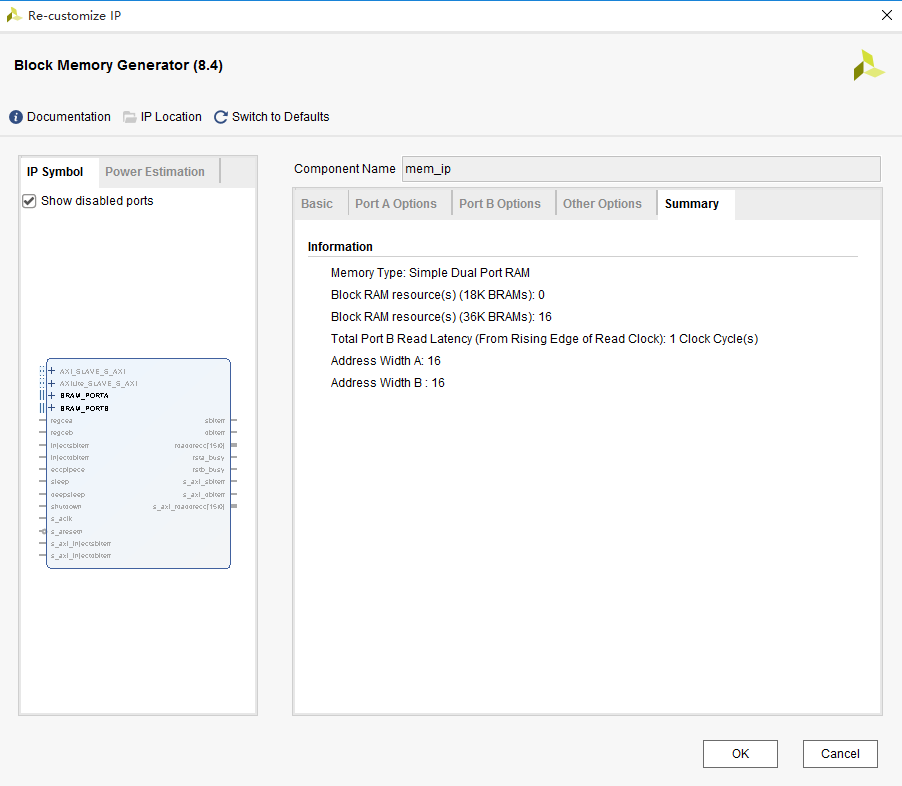 Re-customize IP
Block Memory Generator (8.4)
Documentation IP Location Switch to Defaults
IP Symbol Power Estimation
Show disabled ports
AXI_SLAVE_S_AXI
AXILite_SLAVE_S_AXI
BRAM_PORTA
BRAM_PORTB
regcea sbiterr
regceb dbiterr
injectsbiterr rdaddrecc[15:0]
injectdbiterr rsta_busy
eccpipece rstb_busy
sleep s_axi_sbiterr
deepsleep s_axi_dbiterr
shutdown s_axi_rdaddrecc[15:0]
s_aclk
s_aresetn
s_axi_injectsbiterr
s_axi_injectdbiterr
Component Name mem_ip
Basic Port A Options Port B Options Other Options Summary
Information
Memory Type: Simple Dual Port RAM
Block RAM resource(s) (18K BRAMs): 0
Block RAM resource(s) (36K BRAMs): 16
Total Port B Read Latency (From Rising Edge of Read Clock): 1 Clock Cycle(s)
Address Width A: 16
Address Width B : 16
OK Cancel